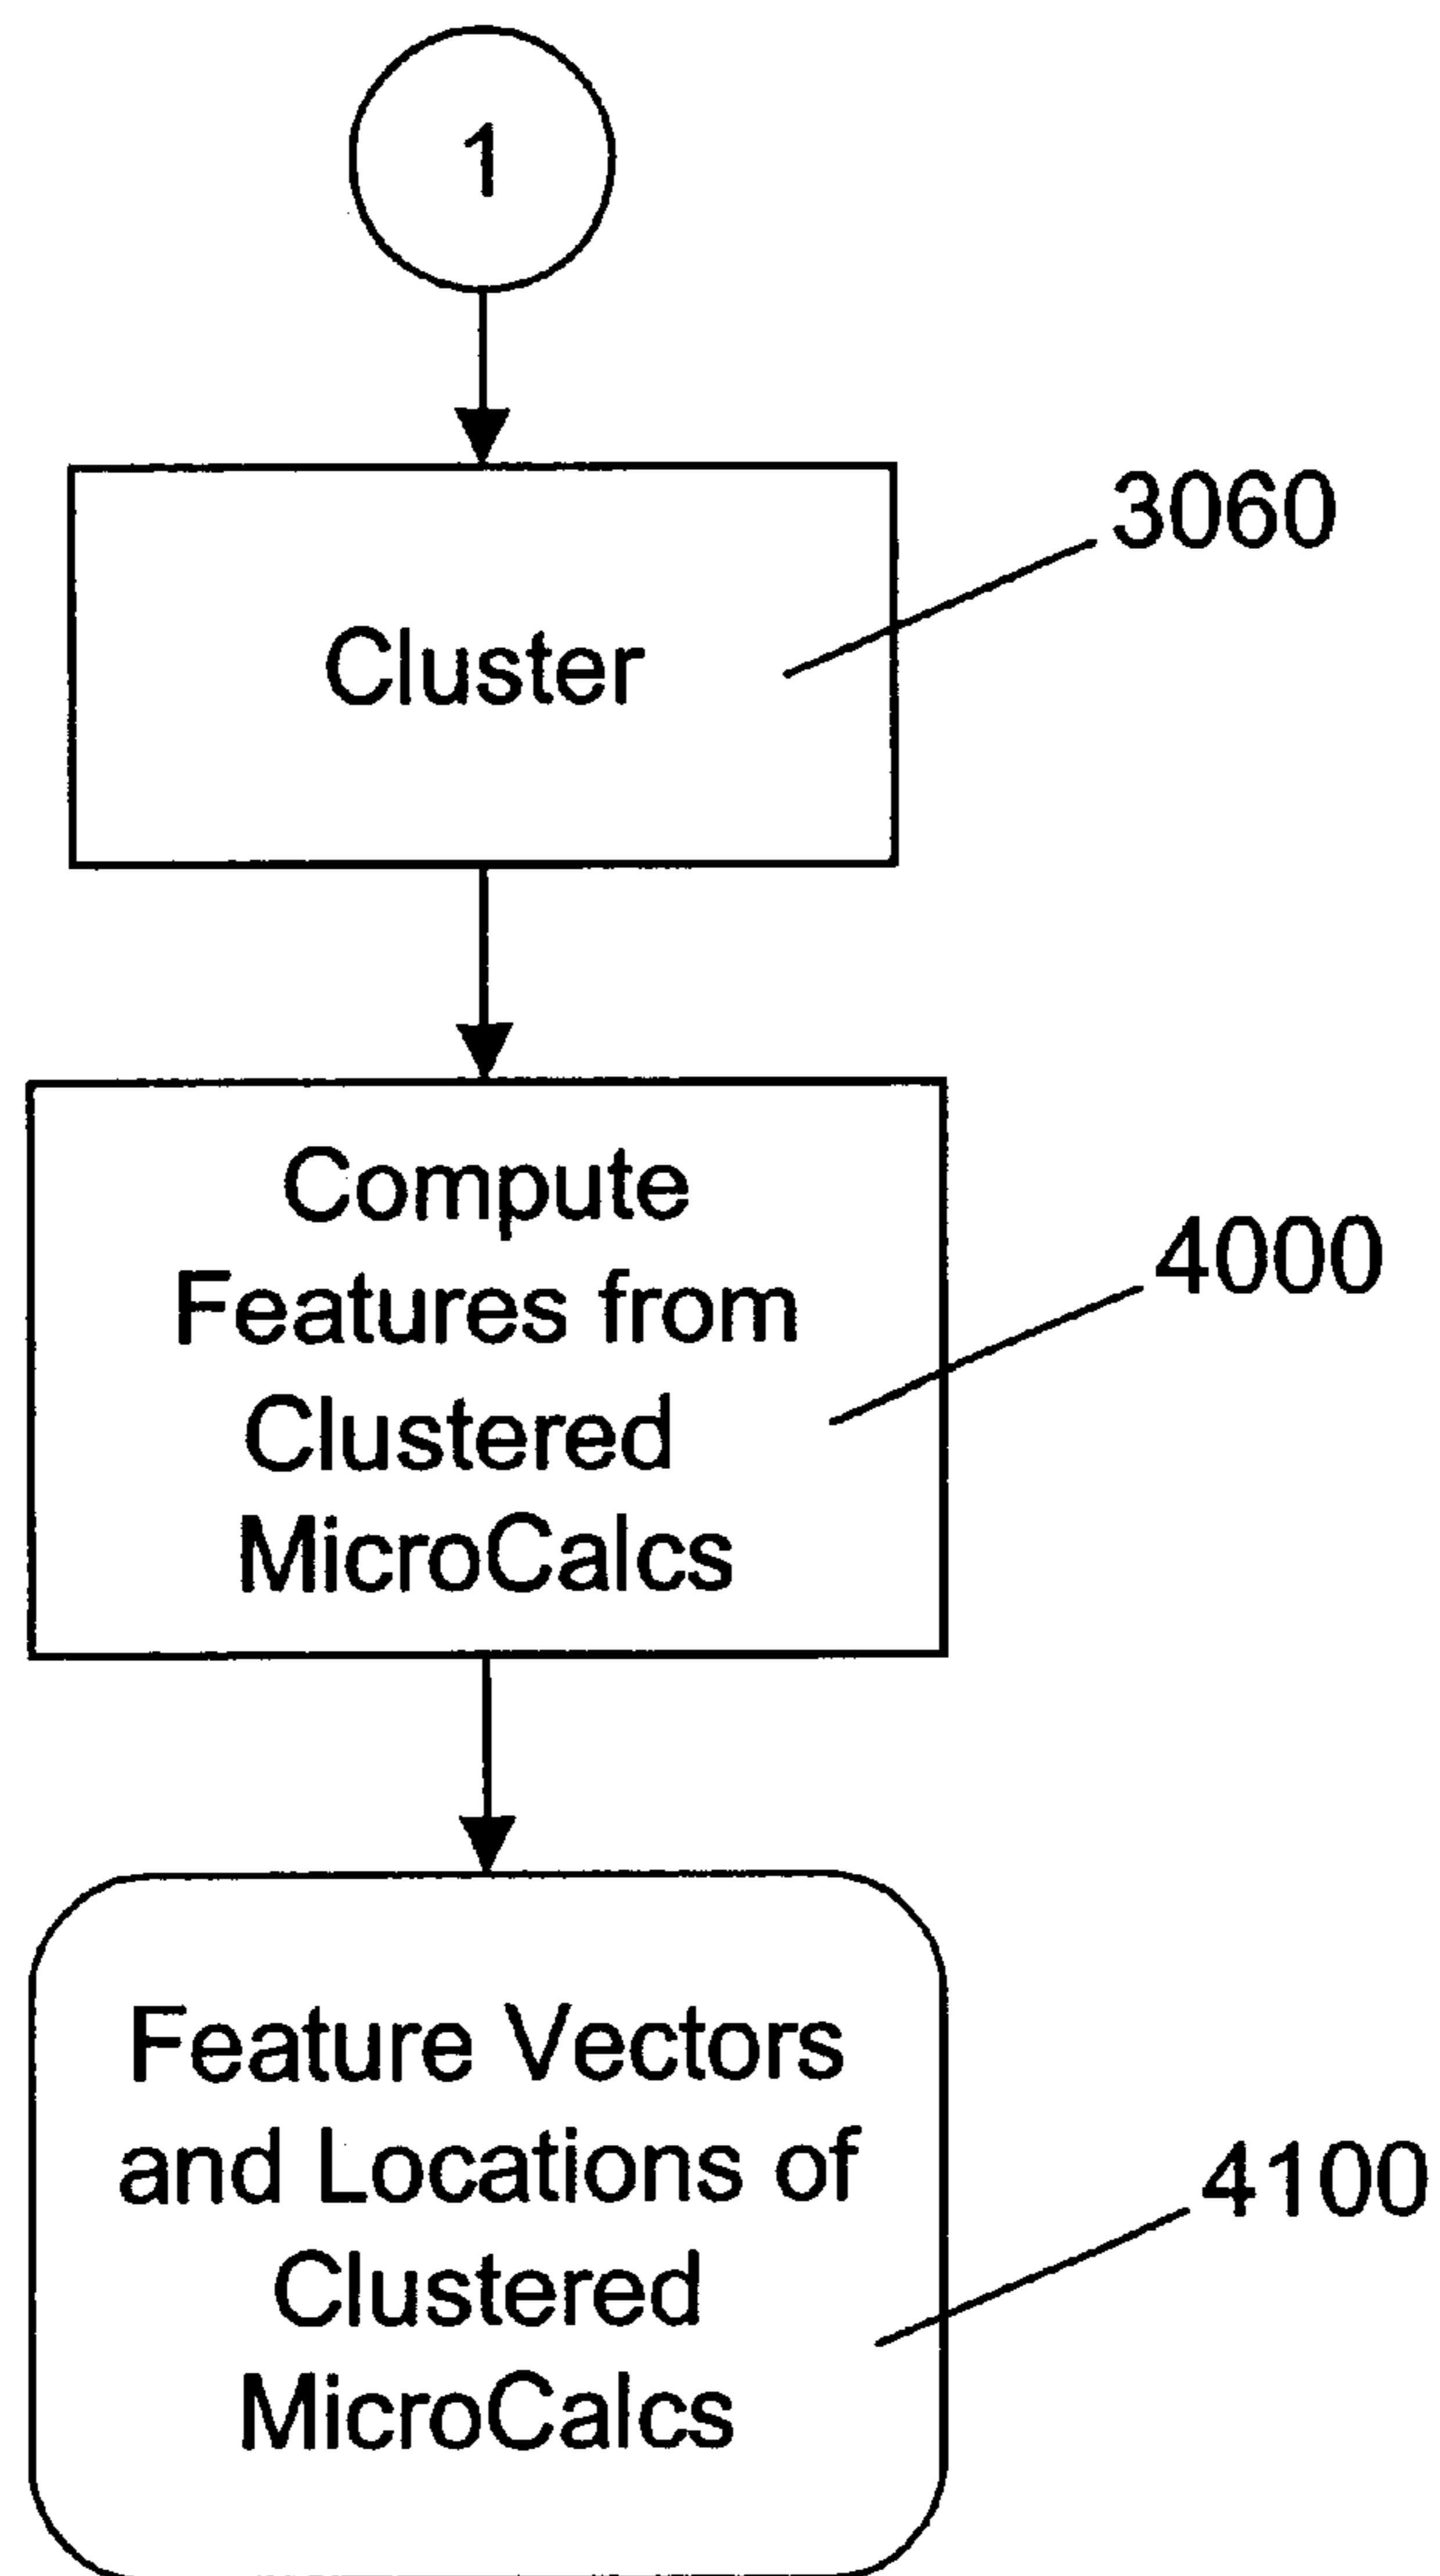 1
3060
Cluster
Compute
Features from
Clustered
MicroCalcs
4000
Feature Vectors
and Locations of
Clustered
MicroCalcs
4100